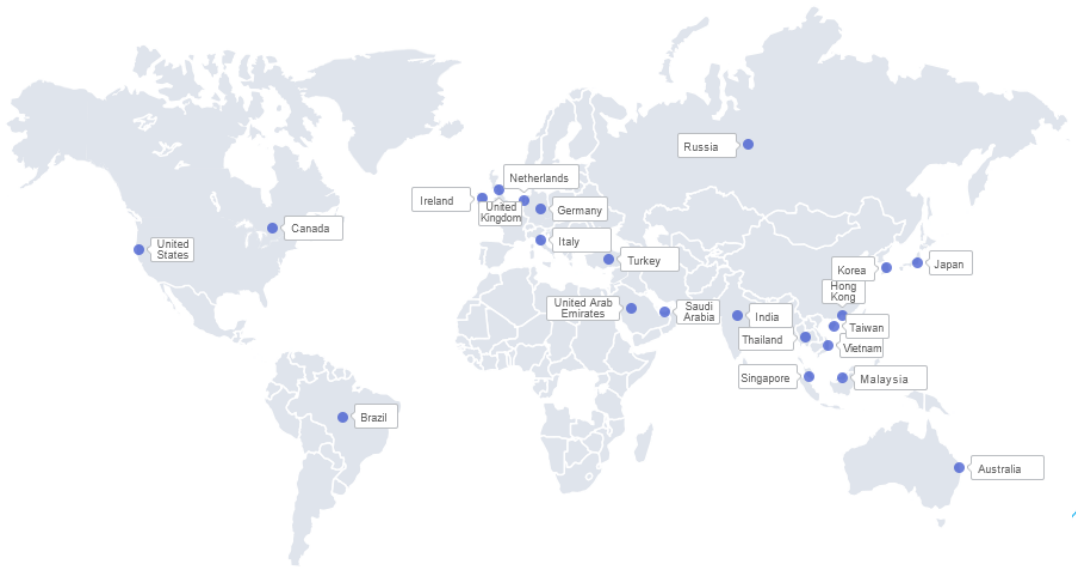 Russia
Netherlands
Ireland
United
Kingdom
Germany
Canada
Italy
United
States
Turkey
Korea
Japan
Hong
Kong
United Arab
Emirates
Saudi
Arabia
India
Taiwan
Thailand
Vietnam
Singapore
Malaysia
Brazil
Australia